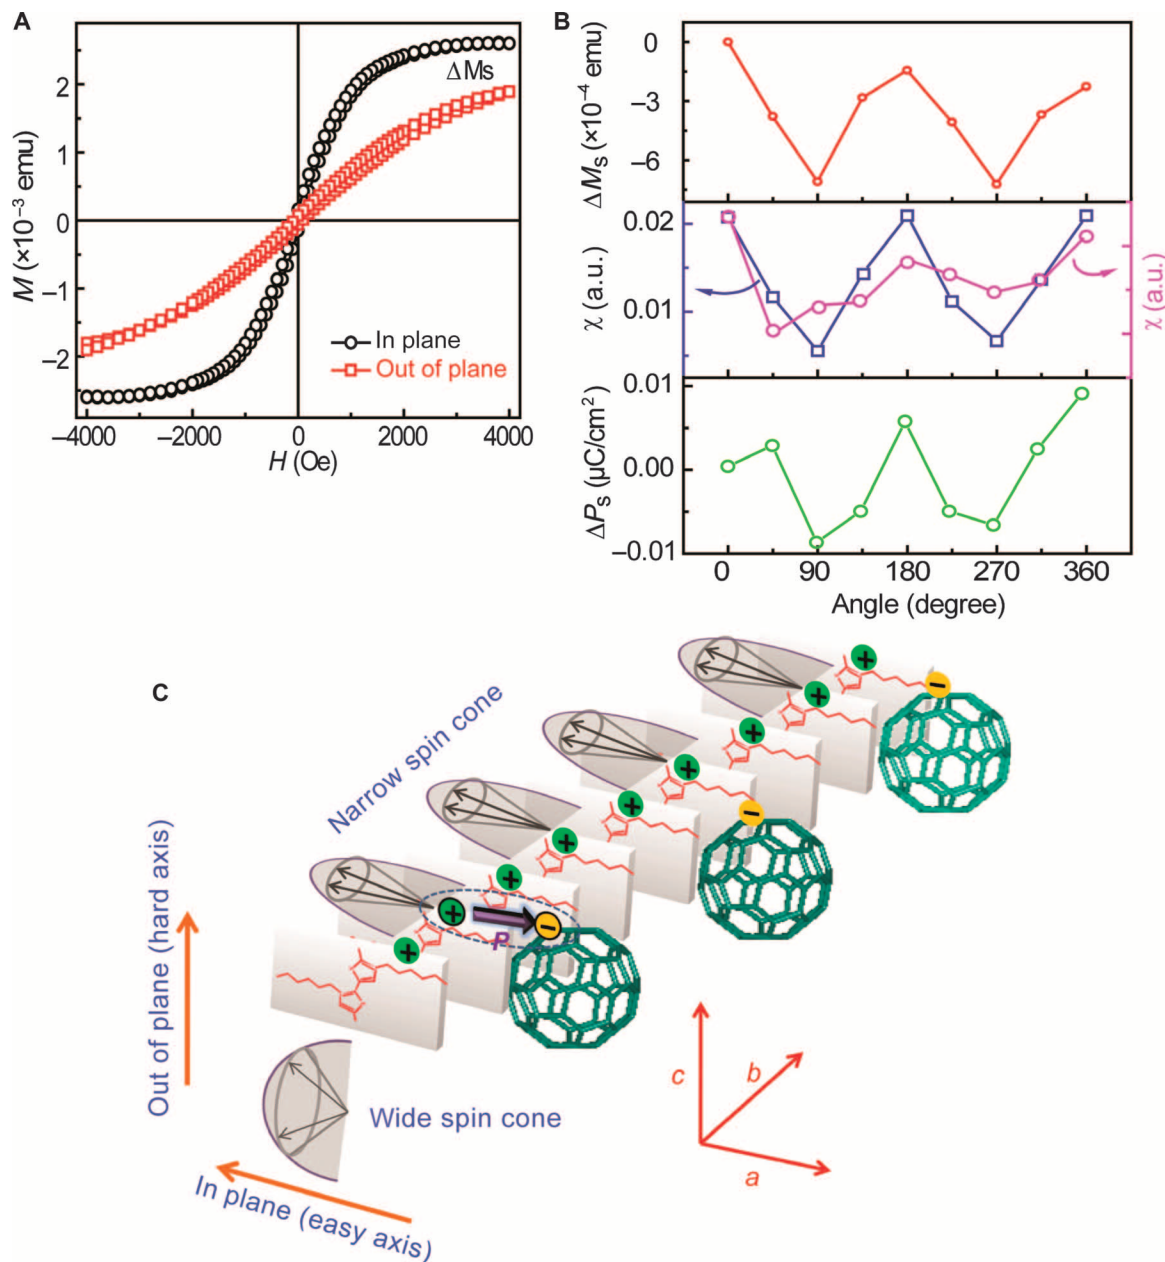 A
ΔMs
2
1
0
−1
−2
M (×10⁻³ emu)
In plane
Out of plane
−4000 −2000 0 2000 4000
H (Oe)
B
0
−3
−6
ΔMₛ (×10⁻⁴ emu)
0.02
0.01
χ (a.u.)
χ (a.u.)
0.01
0.00
−0.01
ΔPₛ (μC/cm²)
0 90 180 270 360
Angle (degree)
C
Narrow spin cone
+ + + + + + + +
− − −
P
Out of plane (hard axis)
Wide spin cone
In plane (easy axis)
c
b
a